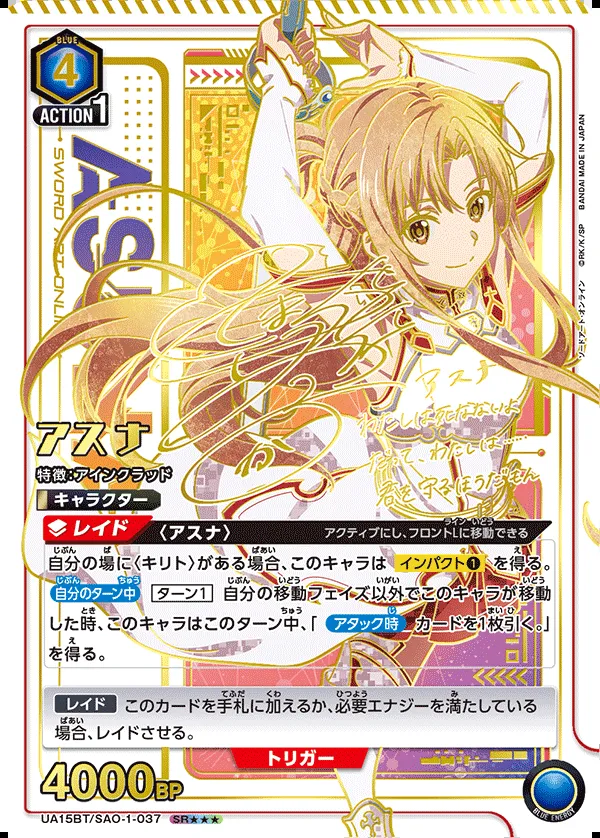 BLUE
4
ACTION 1
SWORD ART ONLI
アスナ
わたしは死なないよ
だって、わたしは……
君を守るほうだもん
アスナ
特徴:アインクラッド
キャラクター
レイド 〈アスナ〉 アクティブにし、フロントLに移動できる
自分の場に〈キリト〉がある場合、このキャラは インパクト❶ を得る。
自分のターン中 ターン1 自分の移動フェイズ以外でこのキャラが移動
した時、このキャラはこのターン中、「 アタック時 カードを1枚引く。」
を得る。
レイド このカードを手札に加えるか、必要エナジーを満たしている
場合、レイドさせる。
トリガー
4000BP
BLUE ENERGY
UA15BT/SAO-1-037 SR★★★
ソードアート・オンライン ©RK/K/SP BANDAI MADE IN JAPAN